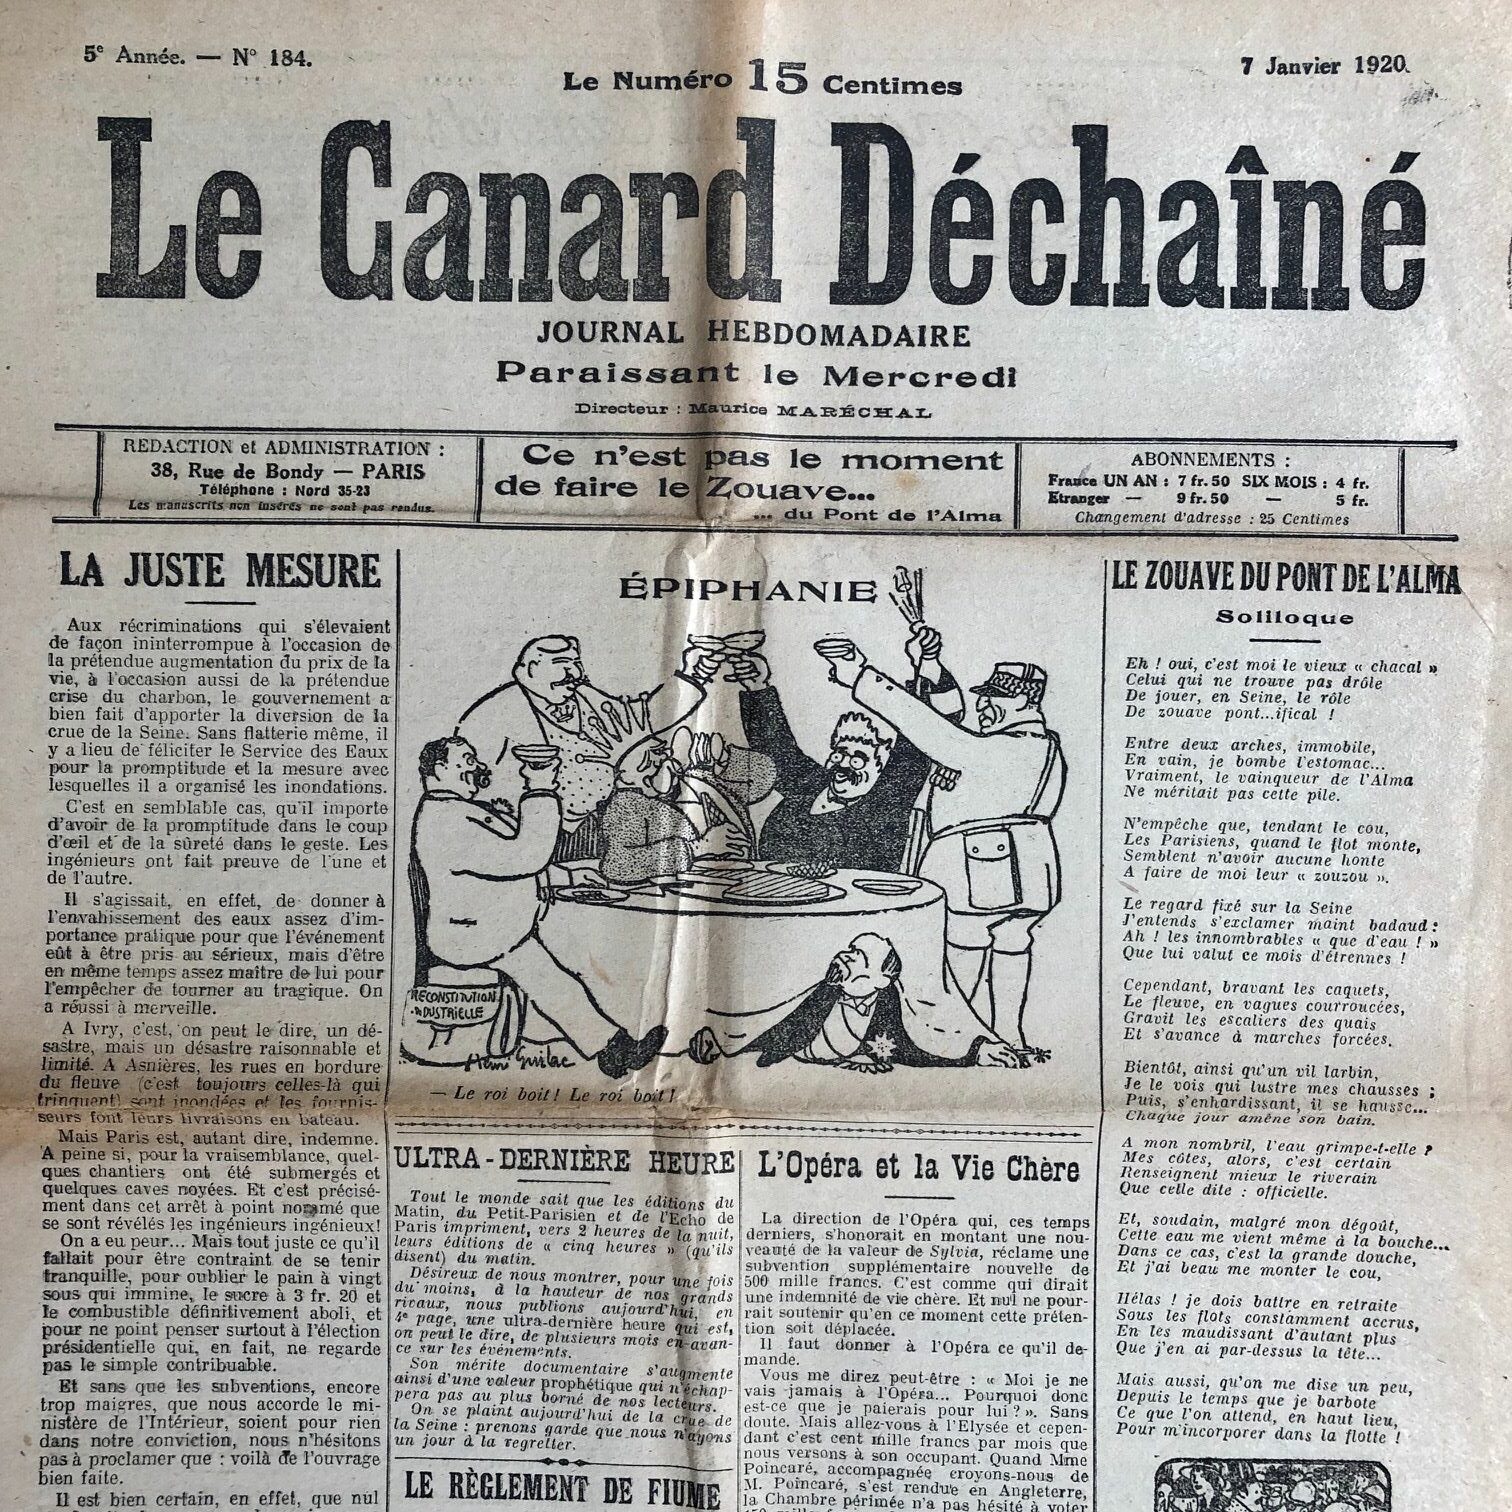 5e Année. — N° 184.
Le Numéro 15 Centimes
7 Janvier 1920.
Le Canard Déchaîné
JOURNAL HEBDOMADAIRE
Paraissant le Mercredi
Directeur : Maurice MARÉCHAL
REDACTION et ADMINISTRATION :
38, Rue de Bondy — PARIS
Téléphone : Nord 35-23
Les manuscrits non insérés ne sont pas rendus.
Ce n'est pas le moment
de faire le Zouave...
... du Pont de l'Alma
ABONNEMENTS :
France UN AN : 7 fr. 50 SIX MOIS : 4 fr.
Etranger — 9 fr. 50 — 5 fr.
Changement d'adresse : 25 Centimes
LA JUSTE MESURE
Aux récriminations qui s'élevaient
de façon ininterrompue à l'occasion de
la prétendue augmentation du prix de la
vie, à l'occasion aussi de la prétendue
crise du charbon, le gouvernement a
bien fait d'apporter la diversion de la
crue de la Seine. Sans flatterie même, il
y a lieu de féliciter le Service des Eaux
pour la promptitude et la mesure avec
lesquelles il a organisé les inondations.
C'est en semblable cas, qu'il importe
d'avoir de la promptitude dans le coup
d'œil et de la sûreté dans le geste. Les
ingénieurs ont fait preuve de l'une et
de l'autre.
Il s'agissait, en effet, de donner à
l'envahissement des eaux assez d'im-
portance pratique pour que l'événement
eût à être pris au sérieux, mais d'être
en même temps assez maître de lui pour
l'empêcher de tourner au tragique. On
a réussi à merveille.
A Ivry, c'est, on peut le dire, un dé-
sastre, mais un désastre raisonnable et
limité. A Asnières, les rues en bordure
du fleuve (c'est toujours celles-là qui
trinquent) sont inondées et les fournis-
seurs font leurs livraisons en bateau.
Mais Paris est, autant dire, indemne.
A peine si, pour la vraisemblance, quel-
ques chantiers ont été submergés et
quelques caves noyées. Et c'est précisé-
ment dans cet arrêt à point nommé que
se sont révélés les ingénieurs ingénieux!
On a eu peur... Mais tout juste ce qu'il
fallait pour être contraint de se tenir
tranquille, pour oublier le pain à vingt
sous qui immine, le sucre à 3 fr. 20 et
le combustible définitivement aboli, et
pour ne point penser surtout à l'élection
présidentielle qui, en fait, ne regarde
pas le simple contribuable.
Et sans que les subventions, encore
trop maigres, que nous accorde le mi-
nistère de l'Intérieur, soient pour rien
dans notre conviction, nous n'hésitons
pas à proclamer que : voilà de l'ouvrage
bien faite.
Il est bien certain, en effet, que nul
ÉPIPHANIE
RECONSTITUTION
INDUSTRIELLE
Henri Guilac
— Le roi boit ! Le roi boit !
ULTRA-DERNIÈRE HEURE
Tout le monde sait que les éditions du
Matin, du Petit-Parisien et de l'Echo de
Paris impriment, vers 2 heures de la nuit,
leurs éditions de « cinq heures » (qu'ils
disent) du matin.
Désireux de nous montrer, pour une fois
du moins, à la hauteur de nos grands
rivaux, nous publions aujourd'hui, en
4e page, une ultra-dernière heure qui est,
on peut le dire, de plusieurs mois en avan-
ce sur les événements.
Son mérite documentaire s'augmente
ainsi d'une valeur prophétique qui n'échap-
pera pas au plus borné de nos lecteurs.
On se plaint aujourd'hui de la crue de
la Seine : prenons garde que nous n'ayons
un jour à la regretter.
LE RÈGLEMENT DE FIUME
L'Opéra et la Vie Chère
La direction de l'Opéra qui, ces temps
derniers, s'honorait en montant une nou-
veauté de la valeur de Sylvia, réclame une
subvention supplémentaire nouvelle de
500 mille francs. C'est comme qui dirait
une indemnité de vie chère. Et nul ne pour-
rait soutenir qu'en ce moment cette préten-
tion soit déplacée.
Il faut donner à l'Opéra ce qu'il de-
mande.
Vous me direz peut-être : « Moi je ne
vais jamais à l'Opéra... Pourquoi donc
est-ce que je paierais pour lui ? ». Sans
doute. Mais allez-vous à l'Elysée et cepen-
dant c'est cent mille francs par mois que
nous versons à son occupant. Quand Mme
Poincaré, accompagnée croyons-nous de
M. Poincaré, s'est rendue en Angleterre,
la Chambre périmée n'a pas hésité à voter
LE ZOUAVE DU PONT DE L'ALMA
Soliloque
Eh ! oui, c'est moi le vieux « chacal »
Celui qui ne trouve pas drôle
De jouer, en Seine, le rôle
De zouave pont...ifical !
Entre deux arches, immobile,
En vain, je bombe l'estomac...
Vraiment, le vainqueur de l'Alma
Ne méritait pas cette pile.
N'empêche que, tendant le cou,
Les Parisiens, quand le flot monte,
Semblent n'avoir aucune honte
A faire de moi leur « zouzou ».
Le regard fixé sur la Seine
J'entends s'exclamer maint badaud :
Ah ! les innombrables « que d'eau ! »
Que lui valut ce mois d'étrennes !
Cependant, bravant les caquets,
Le fleuve, en vagues courroucées,
Gravit les escaliers des quais
Et s'avance à marches forcées.
Bientôt, ainsi qu'un vil larbin,
Je le vois qui lustre mes chausses ;
Puis, s'enhardissant, il se hausse...
Chaque jour amène son bain.
A mon nombril, l'eau grimpe-t-elle ?
Mes côtes, alors, c'est certain
Renseignent mieux le riverain
Que celle dite : officielle.
Et, soudain, malgré mon dégoût,
Cette eau me vient même à la bouche...
Dans ce cas, c'est la grande douche,
Et j'ai beau me monter le cou,
Hélas ! je dois battre en retraite
Sous les flots constamment accrus,
En les maudissant d'autant plus
Que j'en ai par-dessus la tête...
Mais aussi, qu'on me dise un peu,
Depuis le temps que je barbote
Ce que l'on attend, en haut lieu,
Pour m'incorporer dans la flotte !